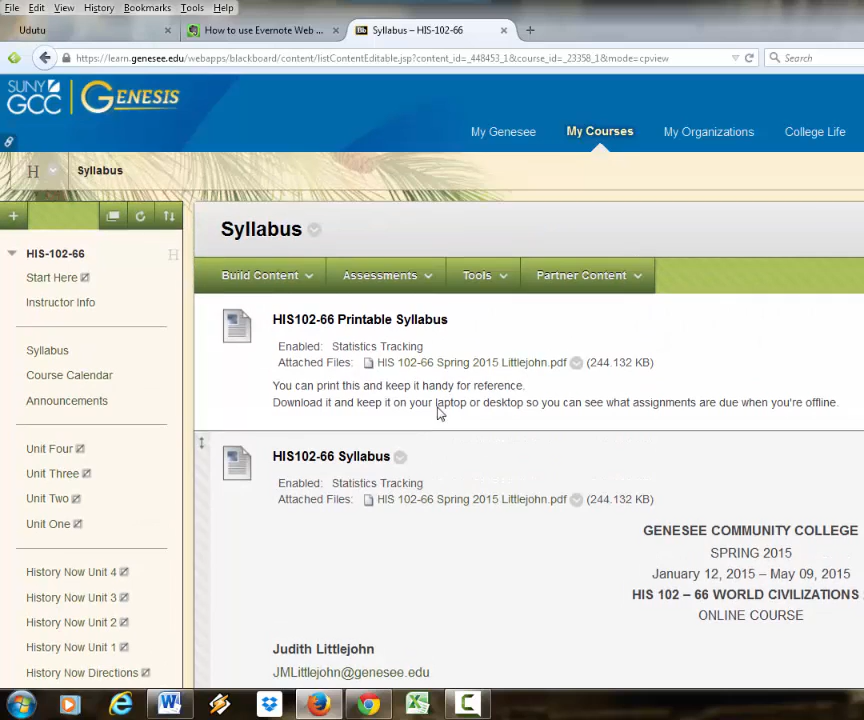 File Edit View History Bookmarks Tools Help
Udutu × How to use Evernote Web ... × Bb Syllabus – HIS-102-66 × +
https://learn.genesee.edu/webapps/blackboard/content/listContentEditable.jsp?content_id=_448453_1&course_id=_23358_1&mode=cpview Search
SUNY GCC GENESIS
My Genesee My Courses My Organizations College Life
H Syllabus
HIS-102-66 H
Start Here
Instructor Info
Syllabus
Course Calendar
Announcements
Unit Four
Unit Three
Unit Two
Unit One
History Now Unit 4
History Now Unit 3
History Now Unit 2
History Now Unit 1
History Now Directions
Syllabus
Build Content Assessments Tools Partner Content
HIS102-66 Printable Syllabus
Enabled: Statistics Tracking
Attached Files: HIS 102-66 Spring 2015 Littlejohn.pdf (244.132 KB)
You can print this and keep it handy for reference.
Download it and keep it on your laptop or desktop so you can see what assignments are due when you're offline.
HIS102-66 Syllabus
Enabled: Statistics Tracking
Attached Files: HIS 102-66 Spring 2015 Littlejohn.pdf (244.132 KB)
GENESEE COMMUNITY COLLEGE
SPRING 2015
January 12, 2015 – May 09, 2015
HIS 102 – 66 WORLD CIVILIZATIONS
ONLINE COURSE
Judith Littlejohn
JMLittlejohn@genesee.edu